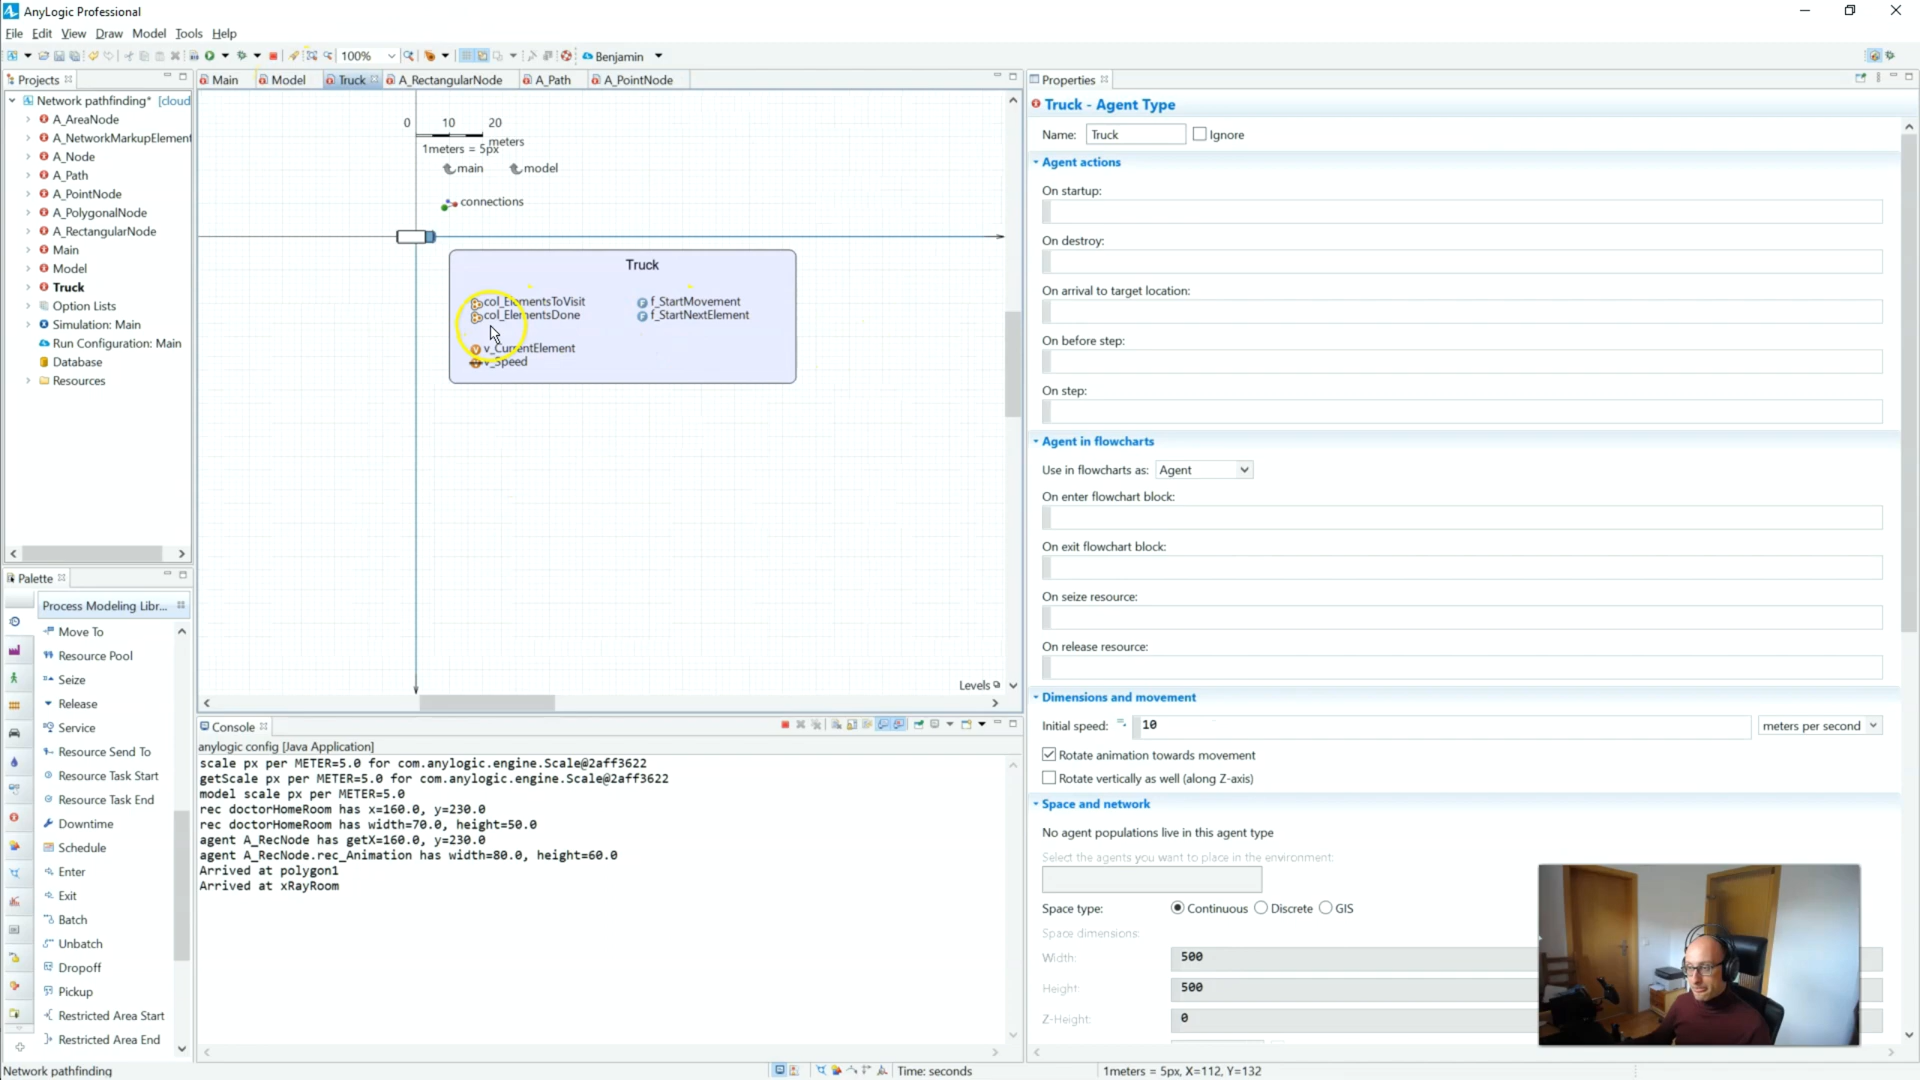 AnyLogic Professional
File Edit View Draw Model Tools Help
100% Benjamin
Projects
Main Model Truck A_RectangularNode A_Path A_PointNode
Network pathfinding* [cloud
A_AreaNode
A_NetworkMarkupElement
A_Node
A_Path
A_PointNode
A_PolygonalNode
A_RectangularNode
Main
Model
Truck
Option Lists
Simulation: Main
Run Configuration: Main
Database
Resources
0 10 20
meters
1meters = 5px
main model
connections
Truck
col_ElementsToVisit f_StartMovement
col_ElementsDone f_StartNextElement
v_CurrentElement
v_Speed
Levels
Palette
Process Modeling Libr...
Move To
Resource Pool
Seize
Release
Service
Resource Send To
Resource Task Start
Resource Task End
Downtime
Schedule
Enter
Exit
Batch
Unbatch
Dropoff
Pickup
Restricted Area Start
Restricted Area End
Console
anylogic config [Java Application]
scale px per METER=5.0 for com.anylogic.engine.Scale@2aff3622
getScale px per METER=5.0 for com.anylogic.engine.Scale@2aff3622
model scale px per METER=5.0
rec doctorHomeRoom has x=160.0, y=230.0
rec doctorHomeRoom has width=70.0, height=50.0
agent A_RecNode has getX=160.0, y=230.0
agent A_RecNode.rec_Animation has width=80.0, height=60.0
Arrived at polygon1
Arrived at xRayRoom
Properties
Truck - Agent Type
Name: Truck Ignore
Agent actions
On startup:
On destroy:
On arrival to target location:
On before step:
On step:
Agent in flowcharts
Use in flowcharts as: Agent
On enter flowchart block:
On exit flowchart block:
On seize resource:
On release resource:
Dimensions and movement
Initial speed: 10 meters per second
Rotate animation towards movement
Rotate vertically as well (along Z-axis)
Space and network
No agent populations live in this agent type
Select the agents you want to place in the environment:
Space type: Continuous Discrete GIS
Space dimensions:
Width: 500
Height: 500
Z-Height: 0
Network pathfinding Time: seconds 1meters = 5px, X=112, Y=132